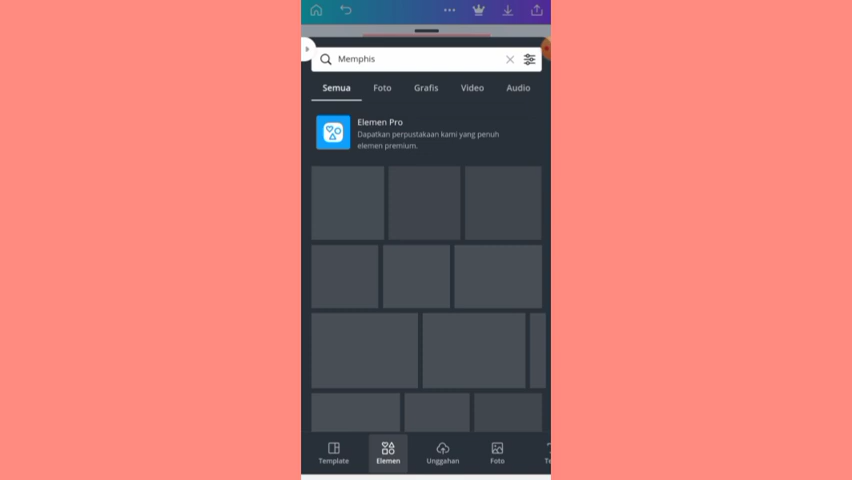 Memphis
Semua Foto Grafis Video Audio
Elemen Pro
Dapatkan perpustakaan kami yang penuh
elemen premium.
Template Elemen Unggahan Foto